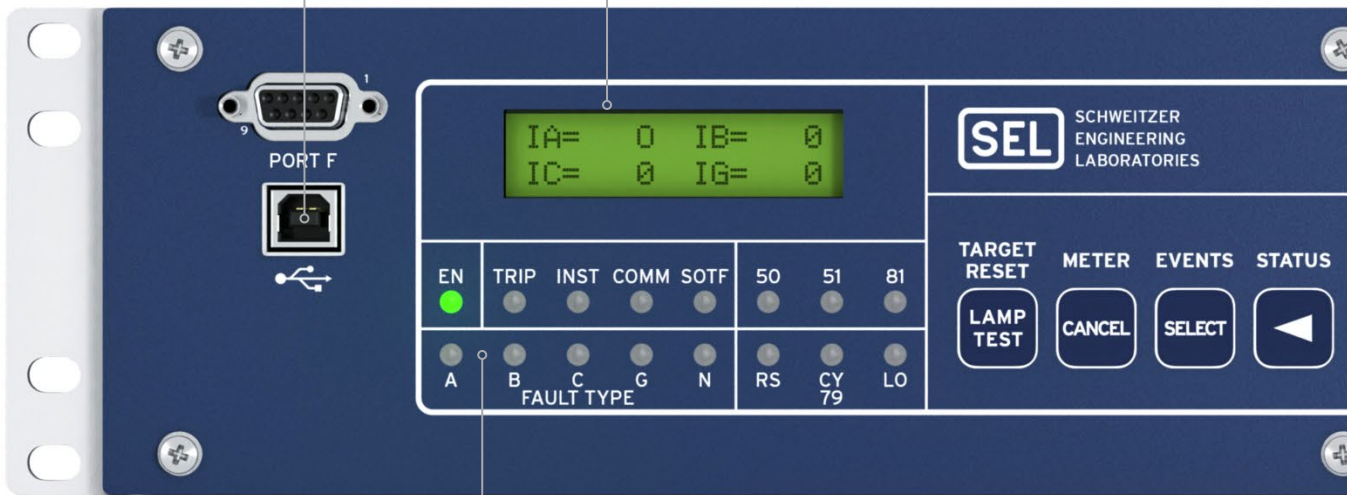 1
9
PORT F
IA= 0 IB= 0
IC= 0 IG= 0
SEL
SCHWEITZER
ENGINEERING
LABORATORIES
EN TRIP INST COMM SOTF 50 51 81
A B C G N RS CY LO
FAULT TYPE 79
TARGET
RESET
METER EVENTS STATUS
LAMP
TEST
CANCEL SELECT